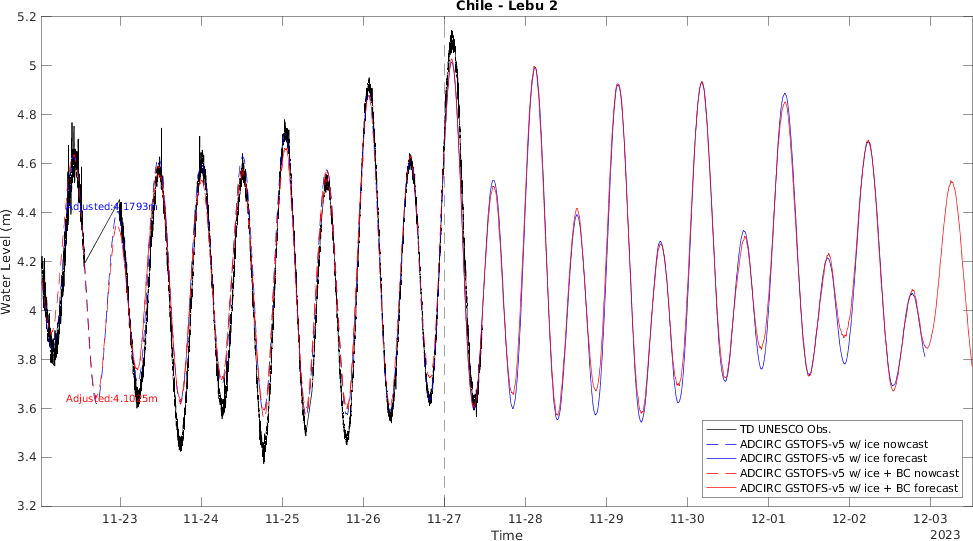 Chile - Lebu 2
5.2
5
4.8
4.6
4.4
4.2
4
3.8
3.6
3.4
3.2
Water Level (m)
Adjusted:4.1793m
Adjusted:4.1025m
TD UNESCO Obs.
ADCIRC GSTOFS-v5 w/ ice nowcast
ADCIRC GSTOFS-v5 w/ ice forecast
ADCIRC GSTOFS-v5 w/ ice + BC nowcast
ADCIRC GSTOFS-v5 w/ ice + BC forecast
11-23 11-24 11-25 11-26 11-27 11-28 11-29 11-30 12-01 12-02 12-03
2023
Time